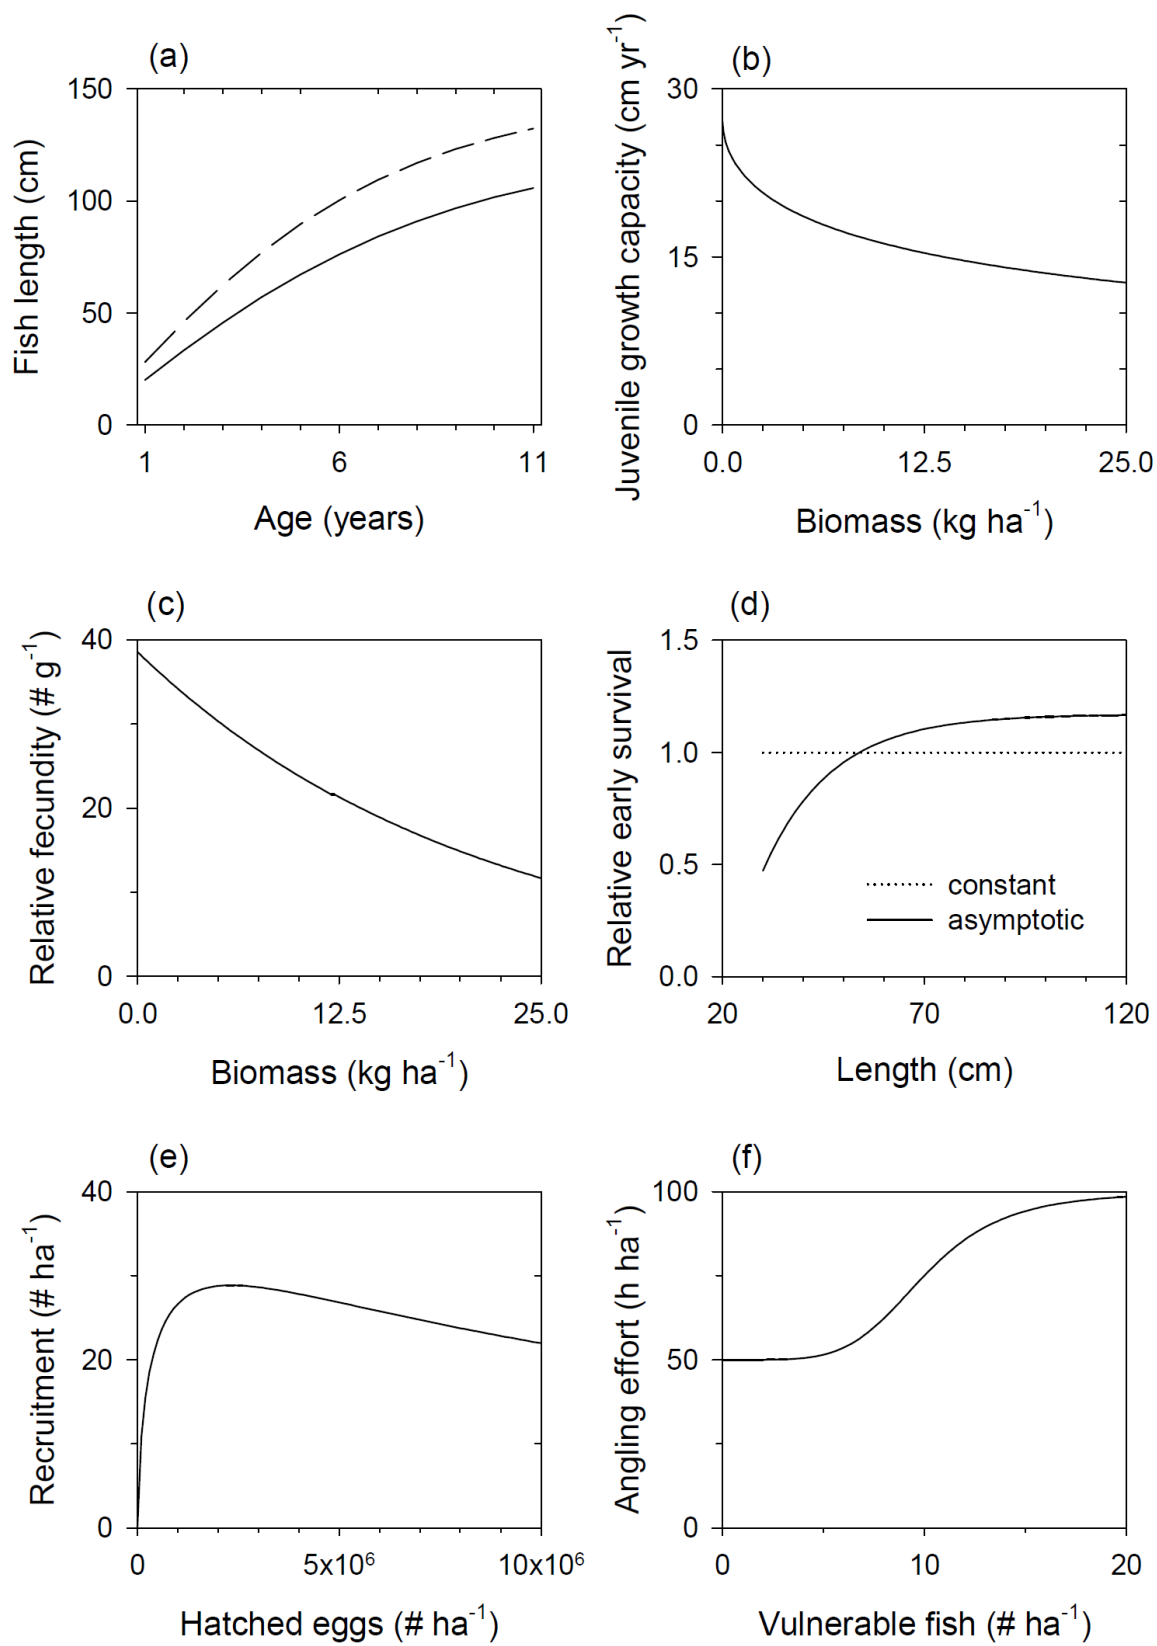 (a)
150
100
50
0
1 6 11
Fish length (cm)
Age (years)
(b)
30
15
0
0.0 12.5 25.0
Juvenile growth capacity (cm yr⁻¹)
Biomass (kg ha⁻¹)
(c)
40
20
0
0.0 12.5 25.0
Relative fecundity (# g⁻¹)
Biomass (kg ha⁻¹)
(d)
1.5
1.0
0.5
0.0
20 70 120
Relative early survival
constant
asymptotic
Length (cm)
(e)
40
20
0
0 5x10⁶ 10x10⁶
Recruitment (# ha⁻¹)
Hatched eggs (# ha⁻¹)
(f)
100
50
0
0 10 20
Angling effort (h ha⁻¹)
Vulnerable fish (# ha⁻¹)